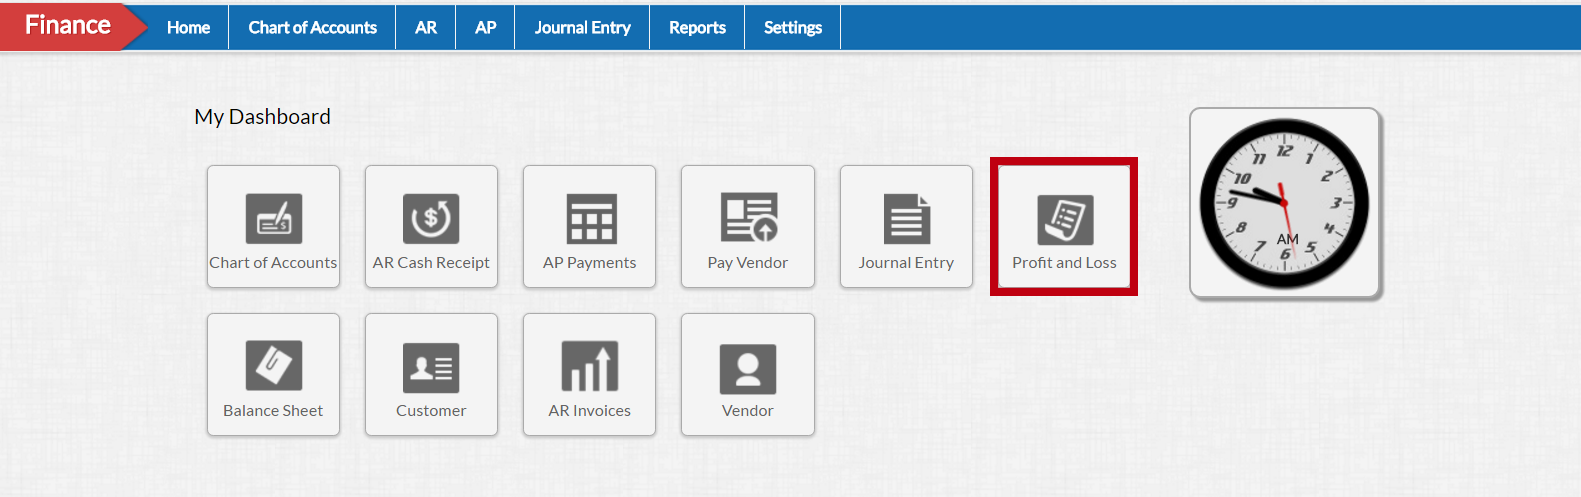 Finance Home Chart of Accounts AR AP Journal Entry Reports Settings
My Dashboard
Chart of Accounts AR Cash Receipt AP Payments Pay Vendor Journal Entry Profit and Loss
Balance Sheet Customer AR Invoices Vendor
12
11 1
10 2
9 3
8 4
7 5
6
AM